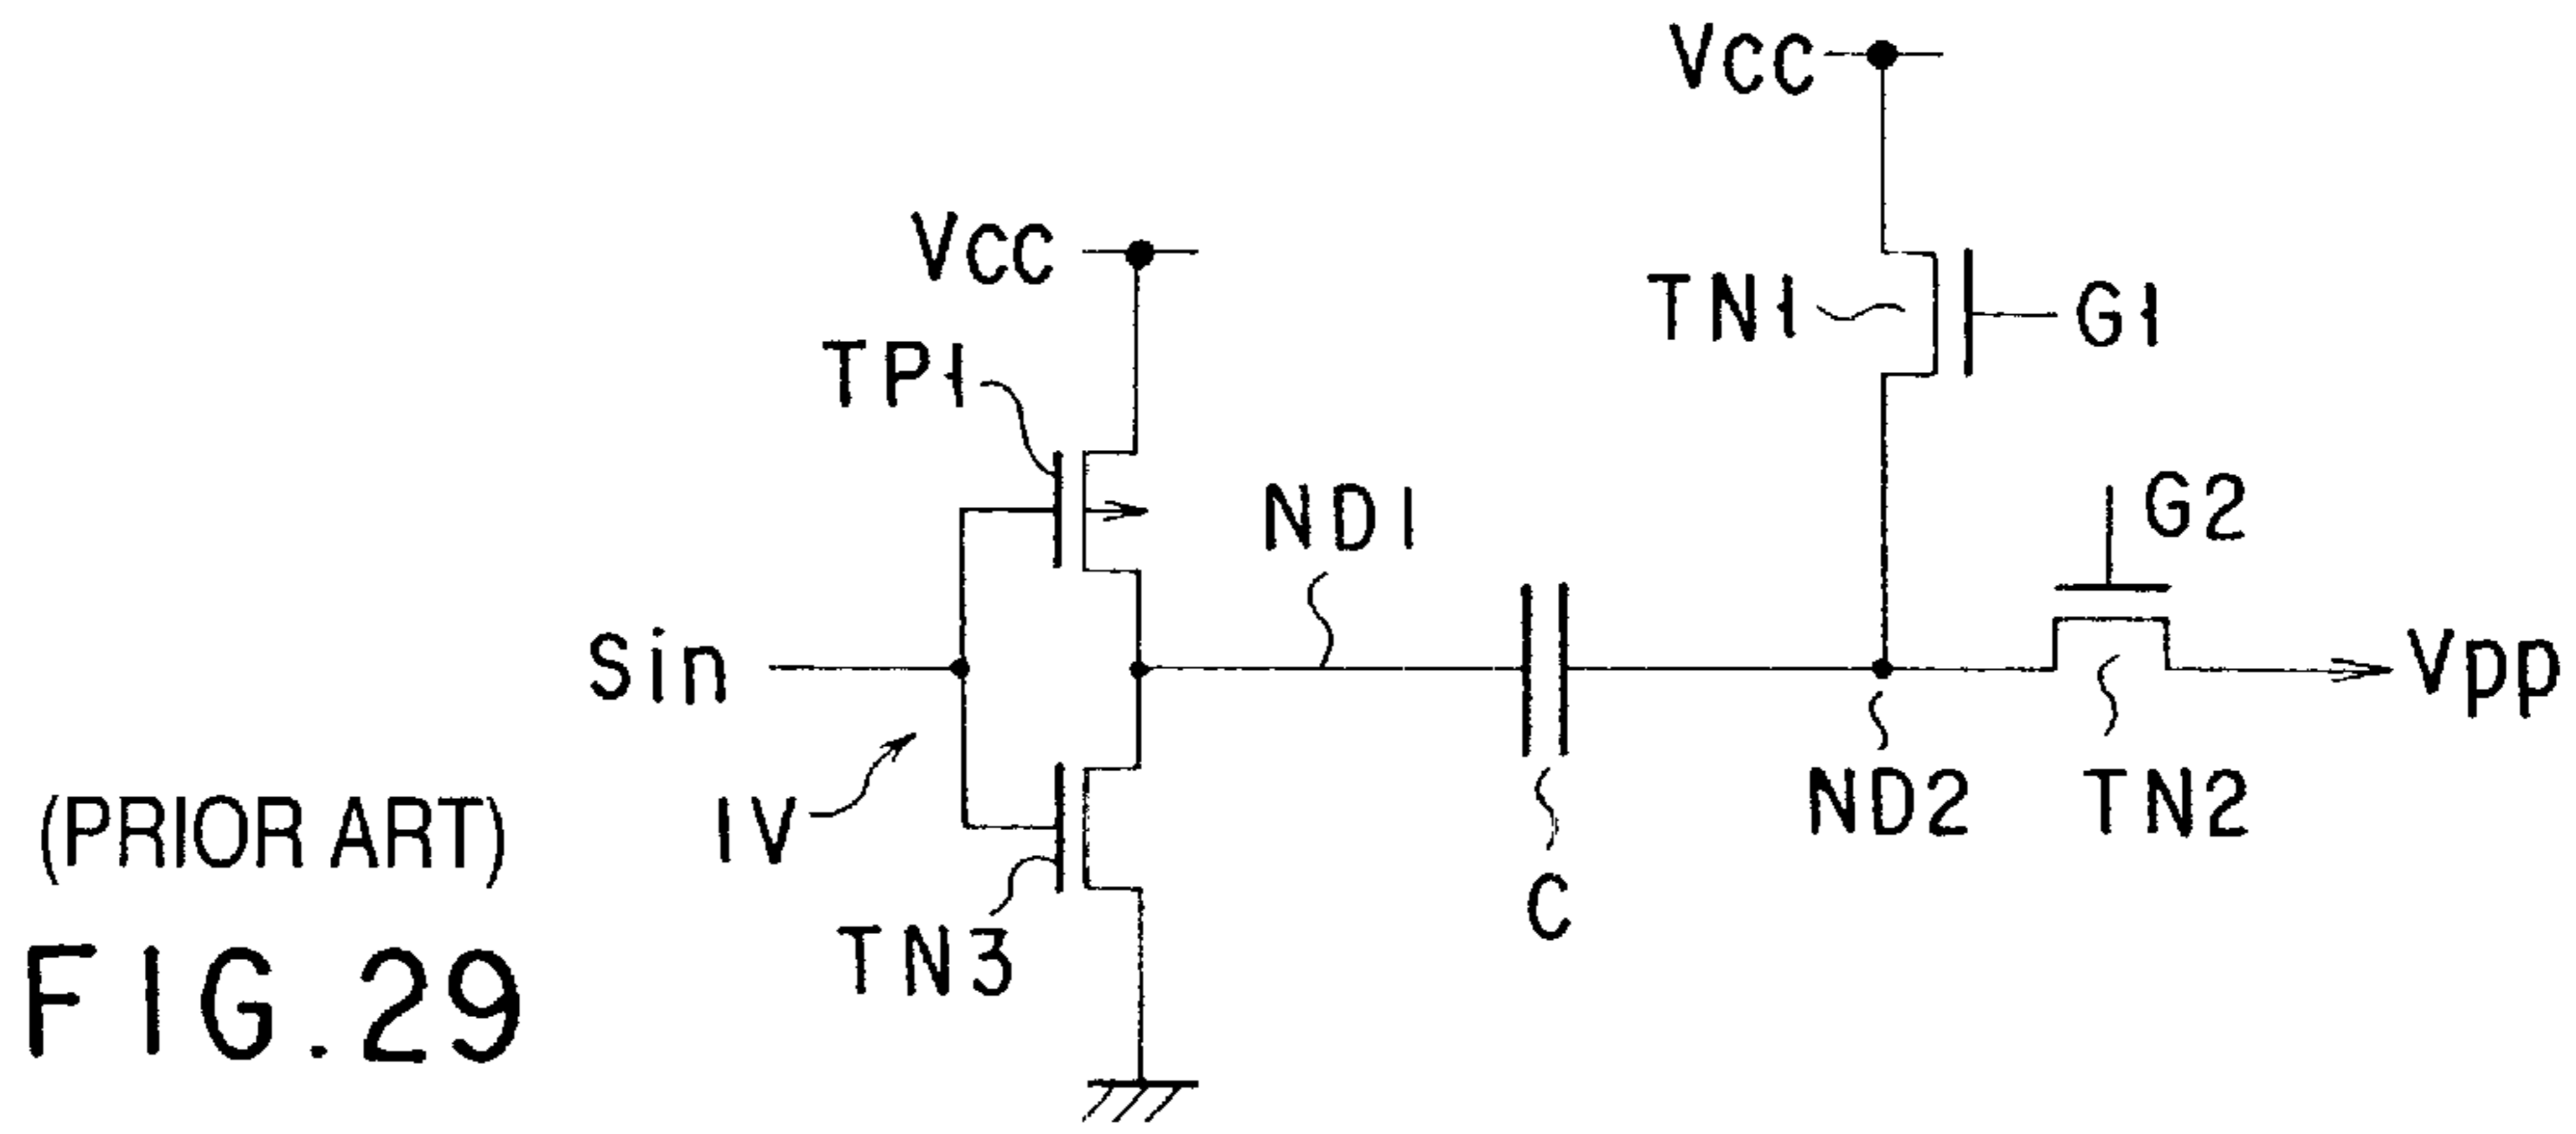 VCC
VCC
TN1
G1
TP1
ND1
G2
Sin
Vpp
IV
ND2
TN2
C
TN3
(PRIOR ART)
FIG.29